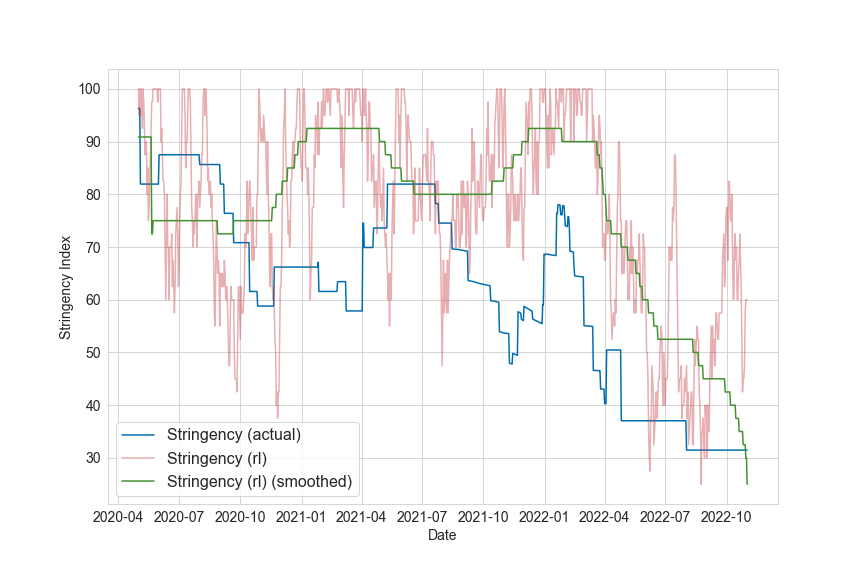 100
90
80
70
60
50
40
30
Stringency Index
Stringency (actual)
Stringency (rl)
Stringency (rl) (smoothed)
2020-04 2020-07 2020-10 2021-01 2021-04 2021-07 2021-10 2022-01 2022-04 2022-07 2022-10
Date